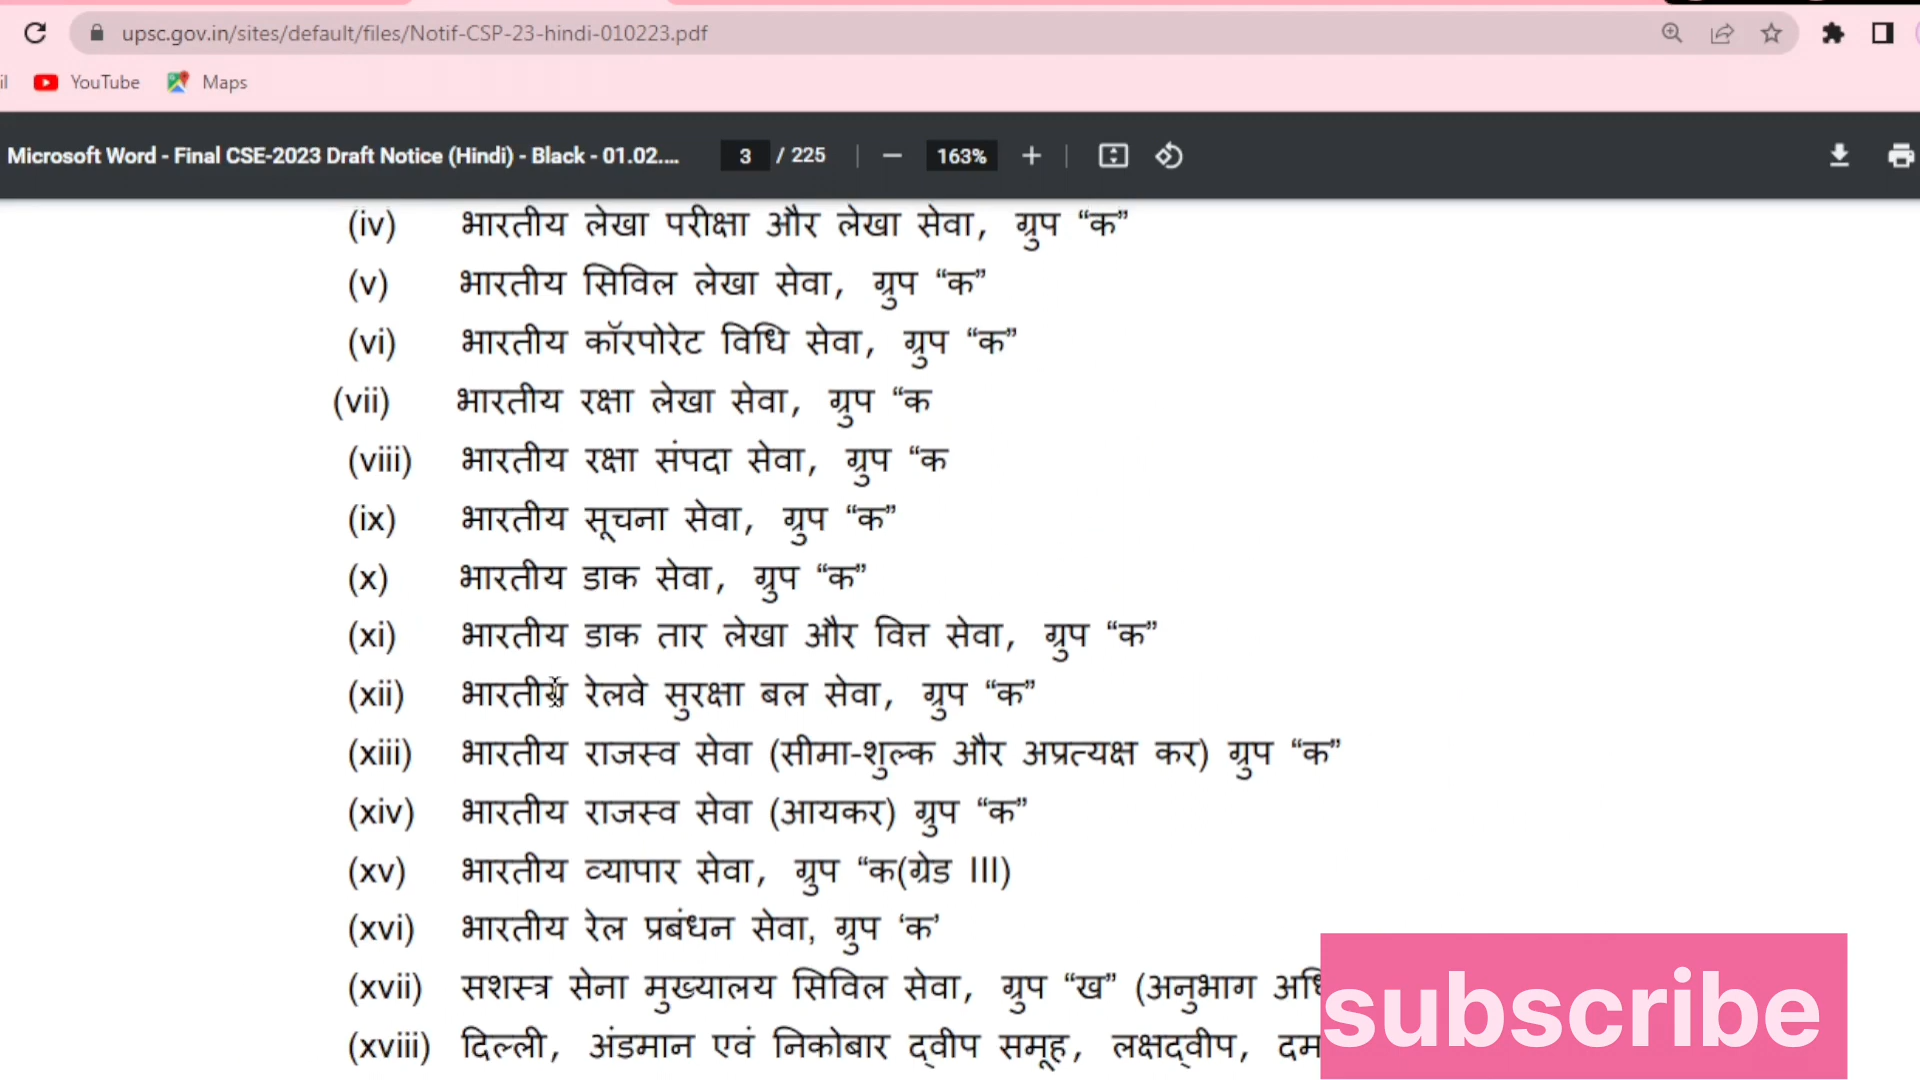 upsc.gov.in/sites/default/files/Notif-CSP-23-hindi-010223.pdf
YouTube Maps
Microsoft Word - Final CSE-2023 Draft Notice (Hindi) - Black - 01.02.... 3 / 225 163%
(iv) भारतीय लेखा परीक्षा और लेखा सेवा, ग्रुप “क”
(v) भारतीय सिविल लेखा सेवा, ग्रुप “क”
(vi) भारतीय कॉरपोरेट विधि सेवा, ग्रुप “क”
(vii) भारतीय रक्षा लेखा सेवा, ग्रुप “क
(viii) भारतीय रक्षा संपदा सेवा, ग्रुप “क
(ix) भारतीय सूचना सेवा, ग्रुप “क”
(x) भारतीय डाक सेवा, ग्रुप “क”
(xi) भारतीय डाक तार लेखा और वित्त सेवा, ग्रुप “क”
(xii) भारतीय रेलवे सुरक्षा बल सेवा, ग्रुप “क”
(xiii) भारतीय राजस्व सेवा (सीमा-शुल्क और अप्रत्यक्ष कर) ग्रुप “क”
(xiv) भारतीय राजस्व सेवा (आयकर) ग्रुप “क”
(xv) भारतीय व्यापार सेवा, ग्रुप “क(ग्रेड III)
(xvi) भारतीय रेल प्रबंधन सेवा, ग्रुप ‘क’
(xvii) सशस्त्र सेना मुख्यालय सिविल सेवा, ग्रुप “ख” (अनुभाग
(xviii) दिल्ली, अंडमान एवं निकोबार द्वीप समूह, लक्षद्वीप,
subscribe